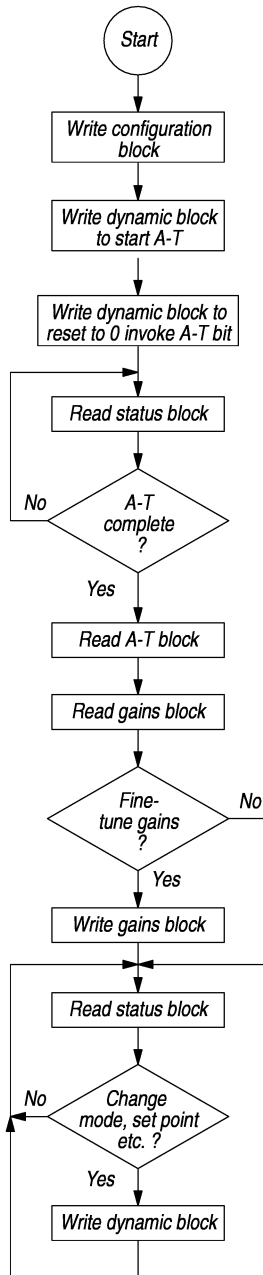 Start
Write configuration
block
Write dynamic block
to start A-T
Write dynamic block to
reset to 0 invoke A-T bit
Read status block
No
A-T
complete
?
Yes
Read A-T block
Read gains block
Fine-
tune gains
?
No
Yes
Write gains block
Read status block
No
Change
mode, set point
etc. ?
Yes
Write dynamic block